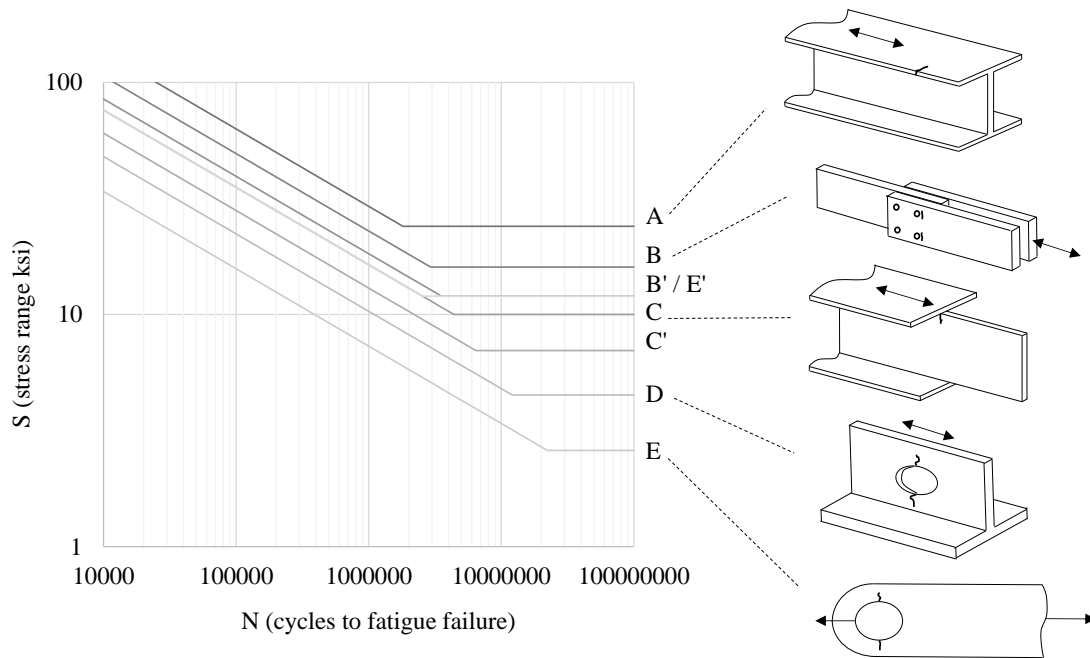 S (stress range ksi)
100
10
1
10000
100000
1000000
10000000
100000000
N (cycles to fatigue failure)
A
B
B' / E'
C
C'
D
E